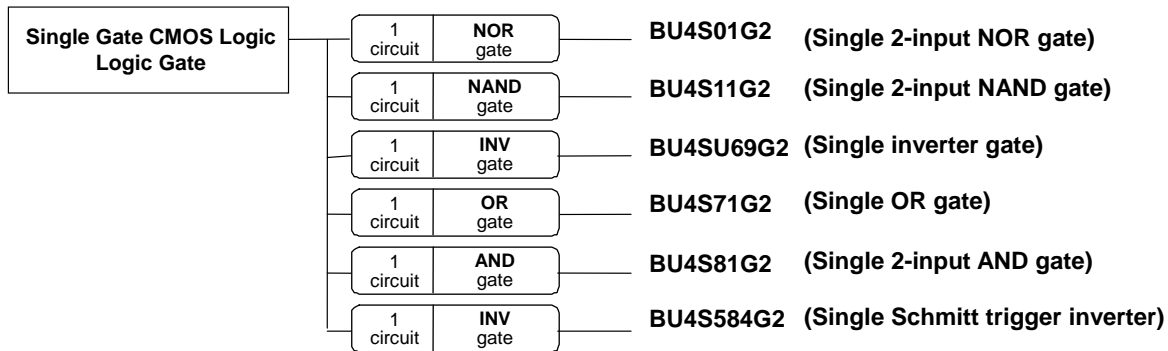 Single Gate CMOS Logic
Logic Gate
1
circuit
NOR
gate
BU4S01G2
(Single 2-input NOR gate)
1
circuit
NAND
gate
BU4S11G2
(Single 2-input NAND gate)
1
circuit
INV
gate
BU4SU69G2
(Single inverter gate)
1
circuit
OR
gate
BU4S71G2
(Single OR gate)
1
circuit
AND
gate
BU4S81G2
(Single 2-input AND gate)
1
circuit
INV
gate
BU4S584G2
(Single Schmitt trigger inverter)